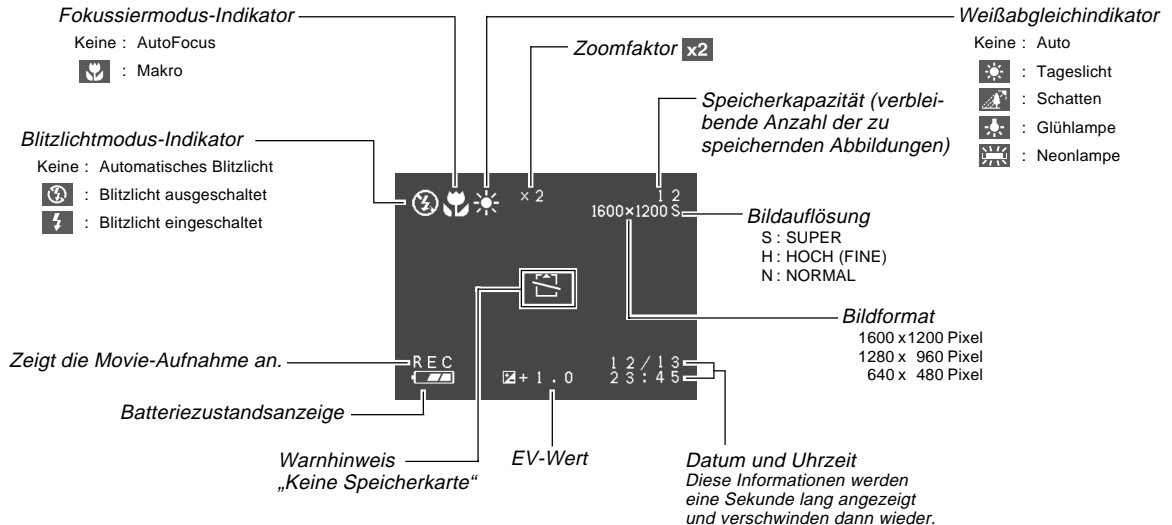 Fokussiermodus-Indikator
Keine : AutoFocus
: Makro
Zoomfaktor x2
Weißabgleichindikator
Keine : Auto
: Tageslicht
: Schatten
: Glühlampe
: Neonlampe
Speicherkapazität (verblei-
bende Anzahl der zu
speichernden Abbildungen)
Blitzlichtmodus-Indikator
Keine : Automatisches Blitzlicht
: Blitzlicht ausgeschaltet
: Blitzlicht eingeschaltet
×2
12
1600×1200 S
Bildauflösung
S : SUPER
H : HOCH (FINE)
N : NORMAL
Bildformat
1600 x 1200 Pixel
1280 x 960 Pixel
640 x 480 Pixel
Zeigt die Movie-Aufnahme an.
REC
+1.0
12/13
23:45
Batteriezustandsanzeige
Warnhinweis
„Keine Speicherkarte“
EV-Wert
Datum und Uhrzeit
Diese Informationen werden
eine Sekunde lang angezeigt
und verschwinden dann wieder.